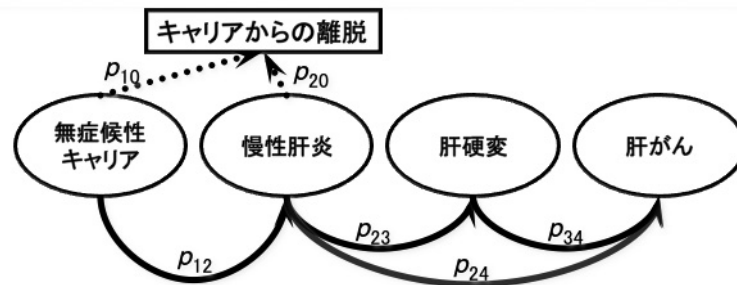 キャリアからの離脱
p10
p20
無症候性
キャリア
慢性肝炎
肝硬変
肝がん
p12
p23
p34
p24